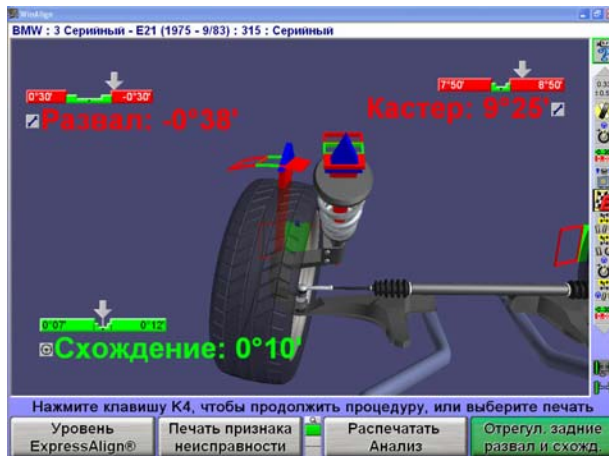 WinAlign
BMW : 3 Серийный - E21 (1975 - 9/83) : 315 : Серийный
0°30' -0°30'
Развал: -0°38'
7°50' 8°50'
Кастер: 9°25'
0°07' 0°12'
Схождение: 0°10'
Нажмите клавишу K4, чтобы продолжить процедуру, или выберите печать
Уровень
ExpressAlign®
Печать признака
неисправности
Распечатать
Анализ
Отрегул. задние
развал и схожд.